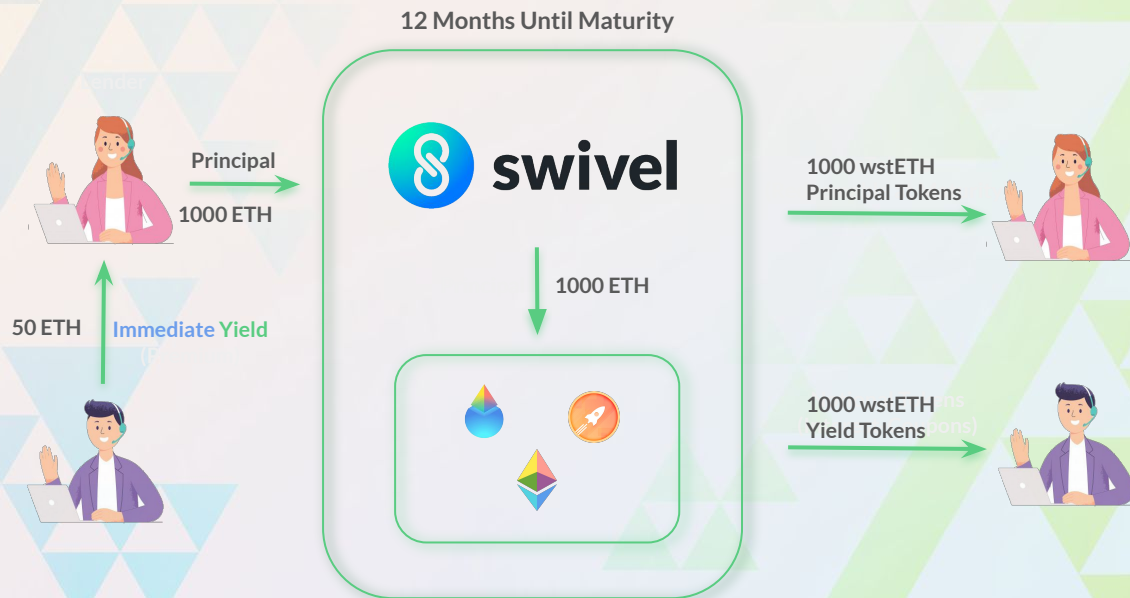 12 Months Until Maturity
ender
Principal
1000 ETH
swivel
1000 wstETH
Principal Tokens
1000 ETH
50 ETH
Immediate Yield
1000 wstETH
Yield Tokens